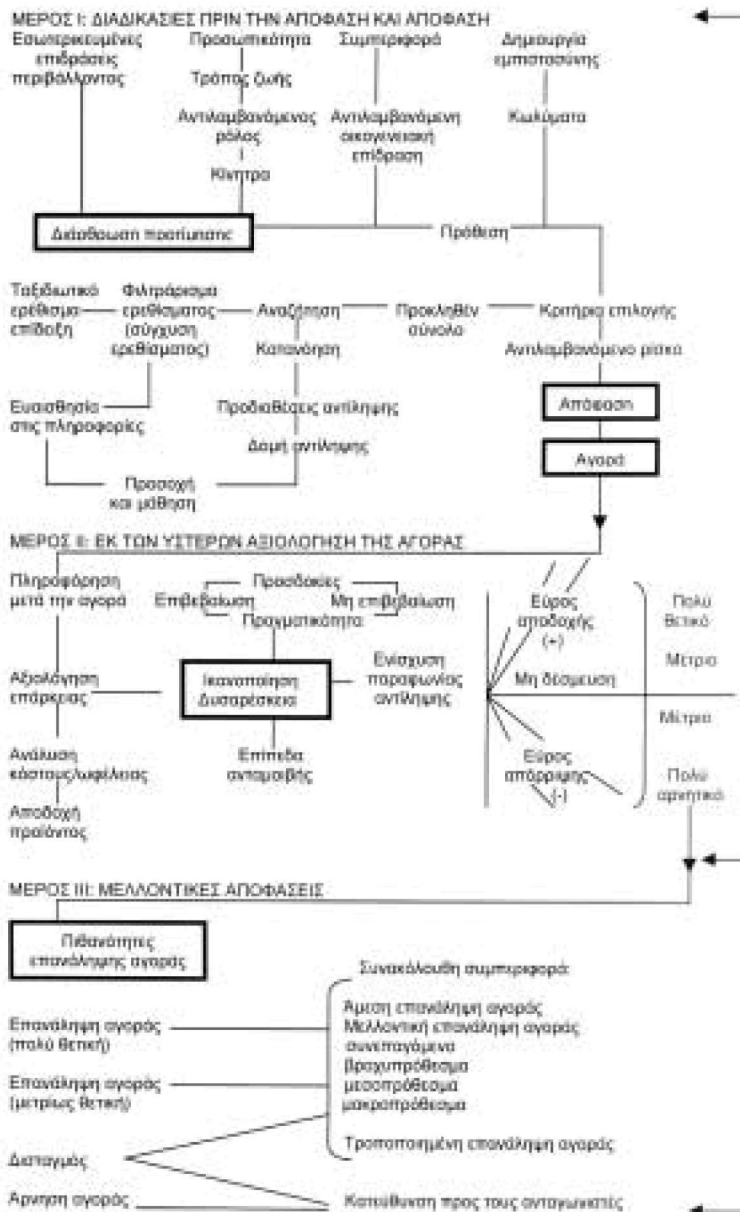 ΜΕΡΟΣ Ι: ΔΙΑΔΙΚΑΣΙΕΣ ΠΡΙΝ ΤΗΝ ΑΠΟΦΑΣΗ ΚΑΙ ΑΠΟΦΑΣΗ
Εσωτερικευμένες
επιδράσεις
περιβάλλοντος
Προσωπικότητα
Τρόπος ζωής
Αντιλαμβανόμενος
ρόλος
Κίνητρα
Συμπεριφορά
Αντιλαμβανόμενη
οικογενειακή
επίδραση
Δημιουργία
εμπιστοσύνης
Κωλύματα
Διάρθρωση προτίμησης
Πρόθεση
Ταξιδιωτικό
ερέθισμα
επίδοξη
Φιλτράρισμα
ερεθίσματος
(σύγχυση
ερεθίσματος)
Αναζήτηση
Κατανόηση
Προκληθέν
σύνολο
Κριτήρια επιλογής
Αντιλαμβανόμενο ρίσκο
Ευαισθησία
στις πληροφορίες
Προδιαθέσεις αντίληψης
Δομή αντίληψης
Προσοχή
και μάθηση
Απόφαση
Αγορά
ΜΕΡΟΣ ΙΙ: ΕΚ ΤΩΝ ΥΣΤΕΡΩΝ ΑΞΙΟΛΟΓΗΣΗ ΤΗΣ ΑΓΟΡΑΣ
Πληροφόρηση
μετά την αγορά
Προσδοκίες
Επιβεβαίωση
Μη επιβεβαίωση
Πραγματικότητα
Αξιολόγηση
επάρκειας
Ικανοποίηση
Δυσαρέσκεια
Ενίσχυση
παραφωνίας
αντίληψης
Ανάλυση
κόστους/ωφέλειας
Επίπεδα
ανταμοιβής
Αποδοχή
προϊόντος
Εύρος
αποδοχής
(+)
Μη δέσμευση
Εύρος
απόρριψης
(-)
Πολύ
θετικό
Μέτριο
Μέτριο
Πολύ
αρνητικό
ΜΕΡΟΣ ΙΙΙ: ΜΕΛΛΟΝΤΙΚΕΣ ΑΠΟΦΑΣΕΙΣ
Πιθανότητες
επανάληψης αγοράς
Συνακόλουθη συμπεριφορά:
Επανάληψη αγοράς
(πολύ θετική)
Επανάληψη αγοράς
(μετρίως θετική)
Δισταγμός
Άρνηση αγοράς
Άμεση επανάληψη αγοράς
Μελλοντική επανάληψη αγοράς
συνεπαγόμενα
βραχυπρόθεσμα
μεσοπρόθεσμα
μακροπρόθεσμα
Τροποποιημένη επανάληψη αγοράς
Κατεύθυνση προς τους ανταγωνιστές